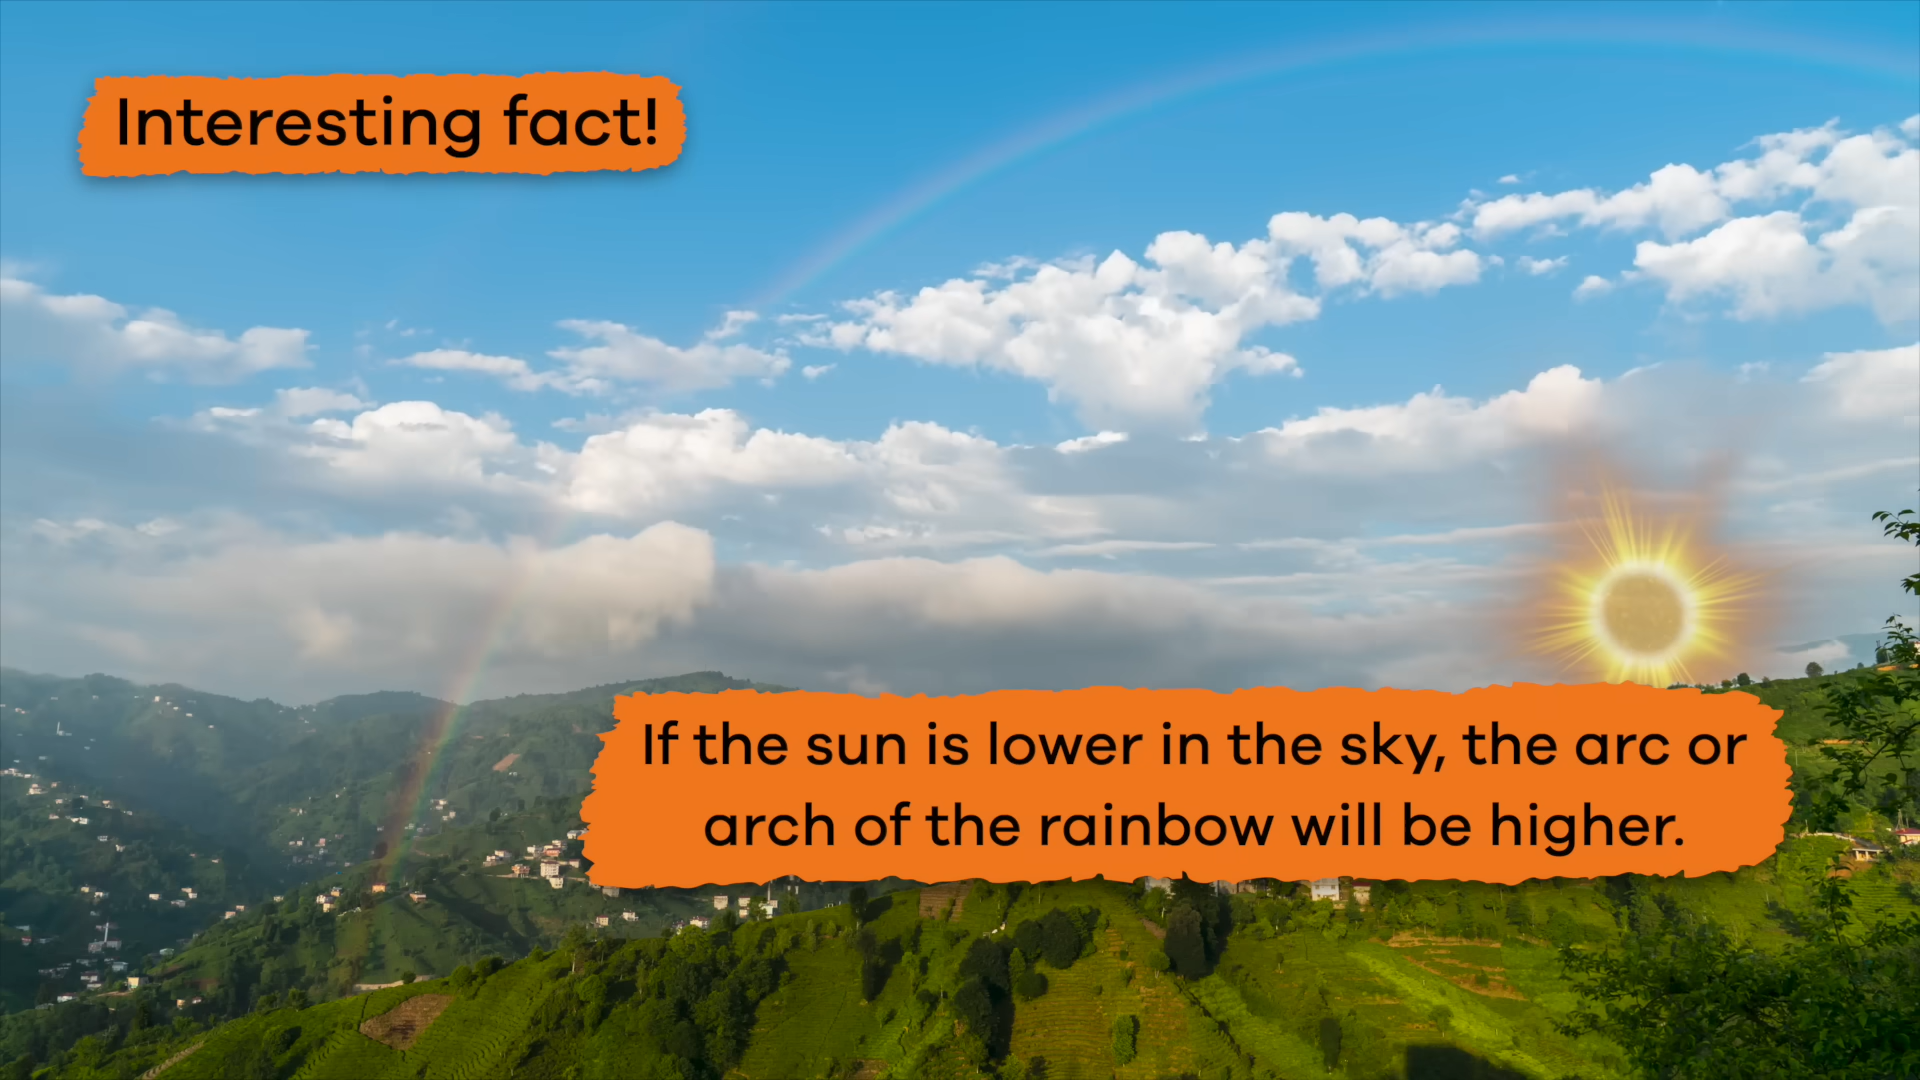 Interesting fact!
If the sun is lower in the sky, the arc or
arch of the rainbow will be higher.